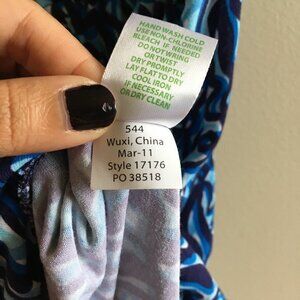 HAND WASH COLD
USE NON-CHLORINE
BLEACH IF NEEDED
DO NOT WRING
OR TWIST
DRY PROMPTLY
LAY FLAT TO DRY
COOL IRON
IF NECESSARY
OR DRY CLEAN
544
Wuxi, China
Mar-11
Style 17176
PO 38518